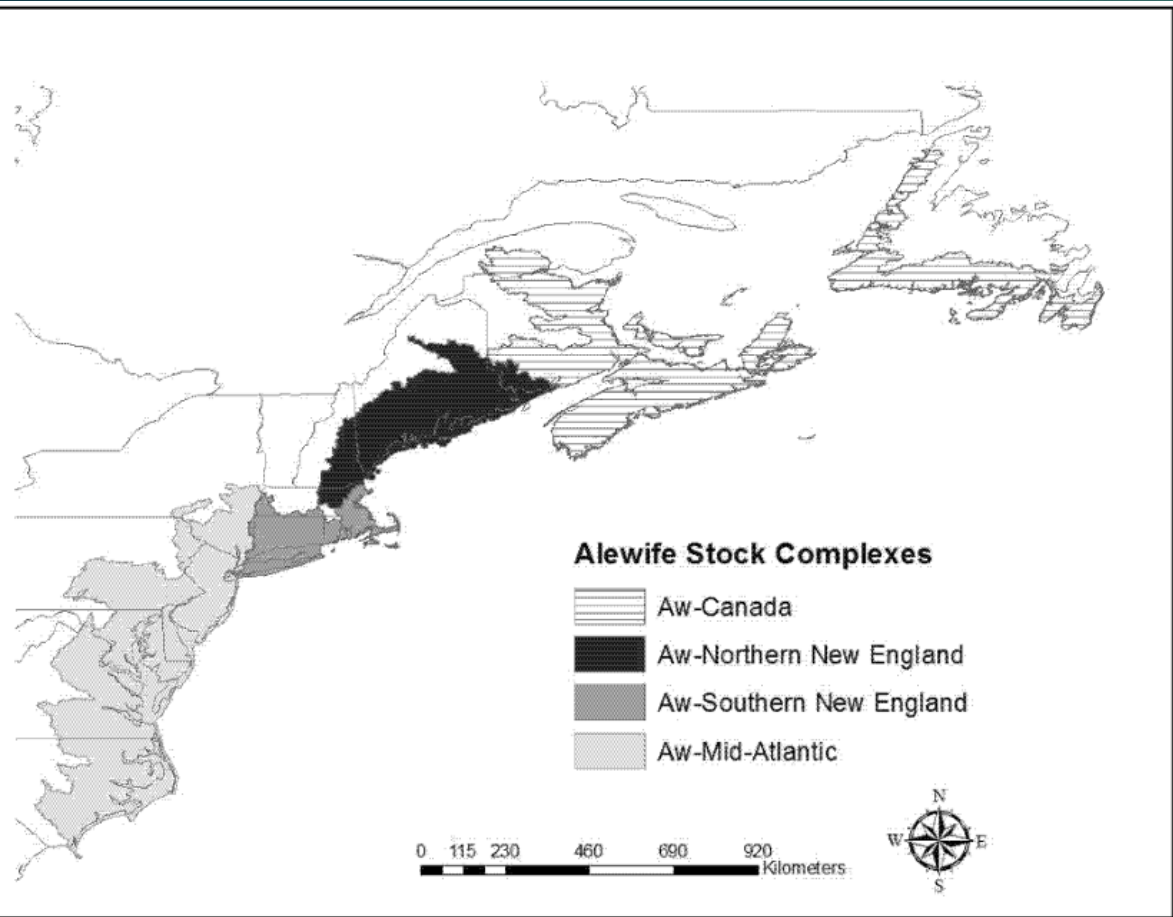 Alewife Stock Complexes
Aw-Canada
Aw-Northern New England
Aw-Southern New England
Aw-Mid-Atlantic
N
W E
S
0 115 230 460 690 920
Kilometers